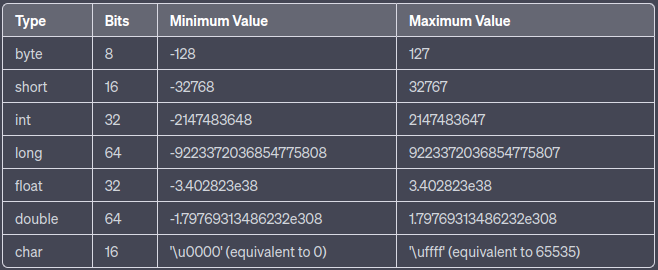 Type Bits Minimum Value Maximum Value
byte 8 -128 127
short 16 -32768 32767
int 32 -2147483648 2147483647
long 64 -9223372036854775808 9223372036854775807
float 32 -3.402823e38 3.402823e38
double 64 -1.79769313486232e308 1.79769313486232e308
char 16 '\u0000' (equivalent to 0) '\uffff' (equivalent to 65535)